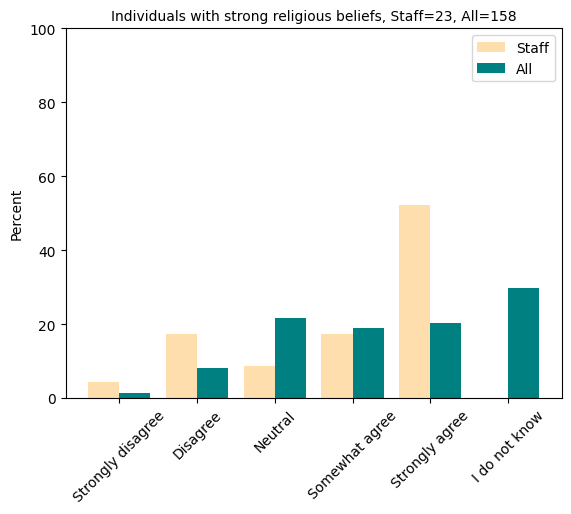 Individuals with strong religious beliefs, Staff=23, All=158
100
80
60
40
20
0
Percent
Staff
All
Strongly disagree
Disagree
Neutral
Somewhat agree
Strongly agree
I do not know